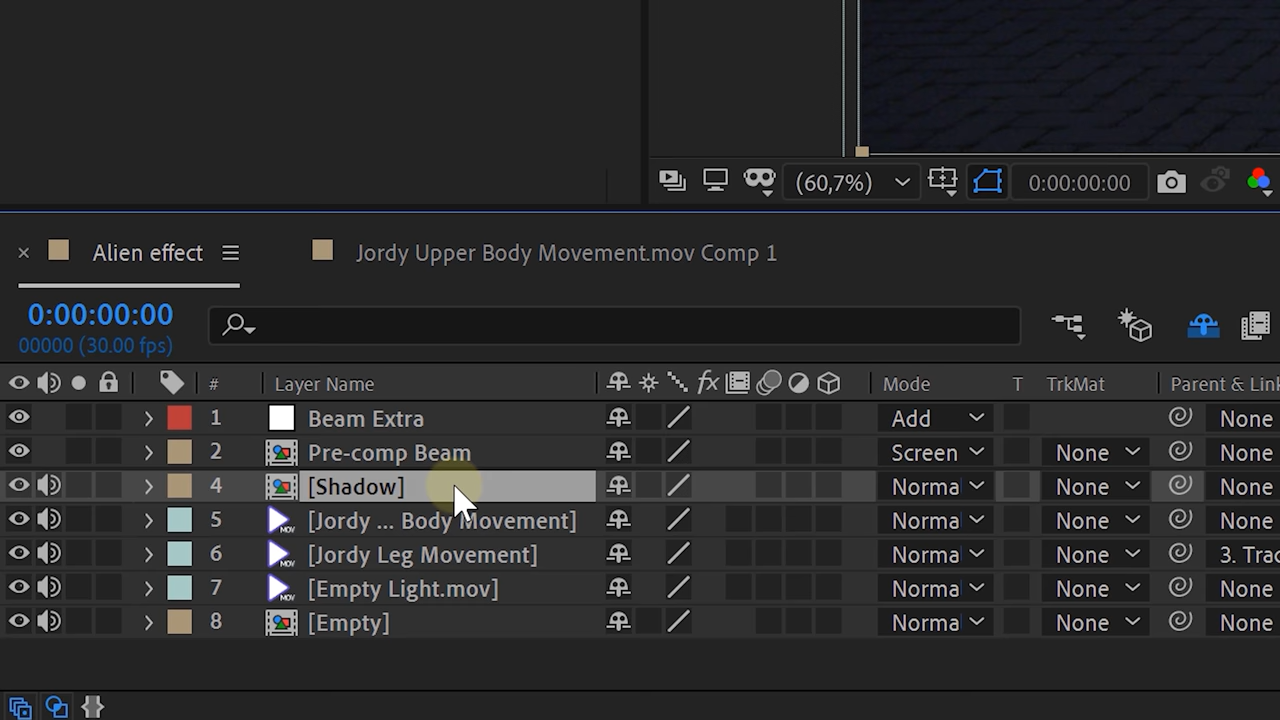 (60,7%) 0:00:00:00
Alien effect Jordy Upper Body Movement.mov Comp 1
0:00:00:00
00000 (30.00 fps)
# Layer Name fx Mode T TrkMat Parent & Link
1 Beam Extra Add None
2 Pre-comp Beam Screen None None
4 [Shadow] Norma None None
5 [Jordy ... Body Movement] Norma None None
6 [Jordy Leg Movement] Norma None 3. Trac
7 [Empty Light.mov] Norma None None
8 [Empty] Norma None None